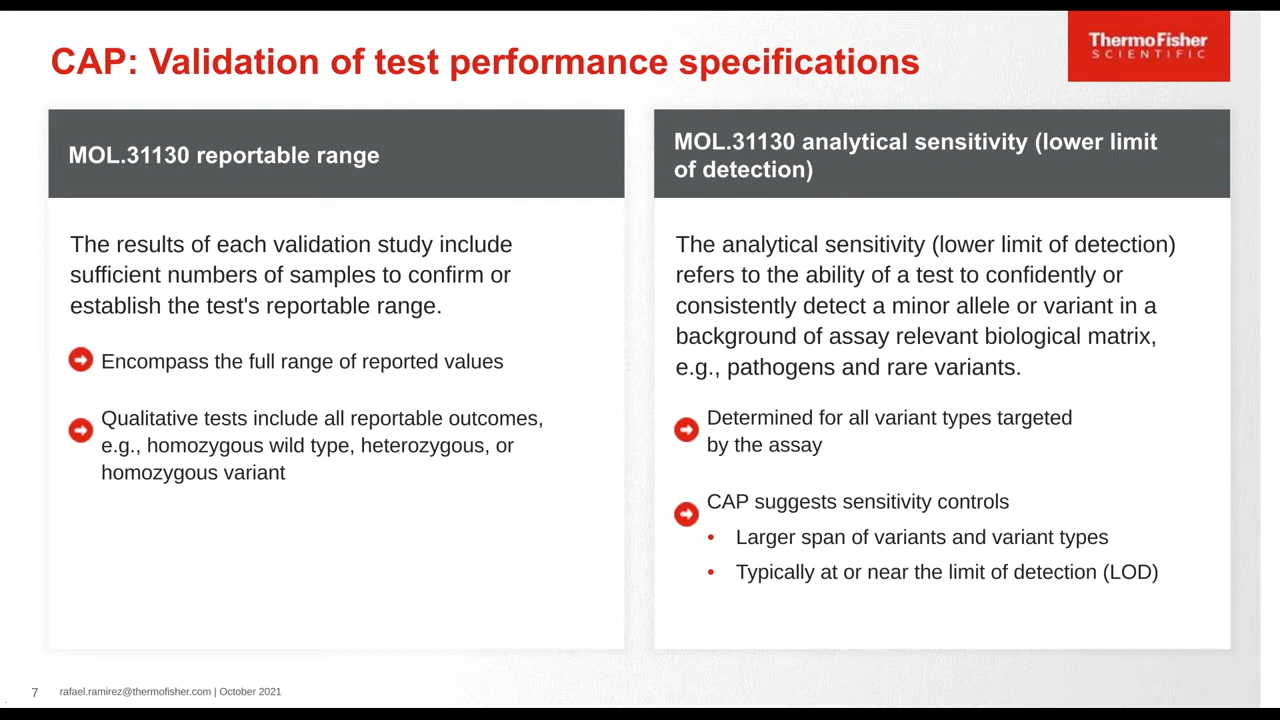 CAP: Validation of test performance specifications
ThermoFisher
SCIENTIFIC
MOL.31130 reportable range
The results of each validation study include
sufficient numbers of samples to confirm or
establish the test's reportable range.
Encompass the full range of reported values
Qualitative tests include all reportable outcomes,
e.g., homozygous wild type, heterozygous, or
homozygous variant
MOL.31130 analytical sensitivity (lower limit
of detection)
The analytical sensitivity (lower limit of detection)
refers to the ability of a test to confidently or
consistently detect a minor allele or variant in a
background of assay relevant biological matrix,
e.g., pathogens and rare variants.
Determined for all variant types targeted
by the assay
CAP suggests sensitivity controls
• Larger span of variants and variant types
• Typically at or near the limit of detection (LOD)
7 rafael.ramirez@thermofisher.com | October 2021